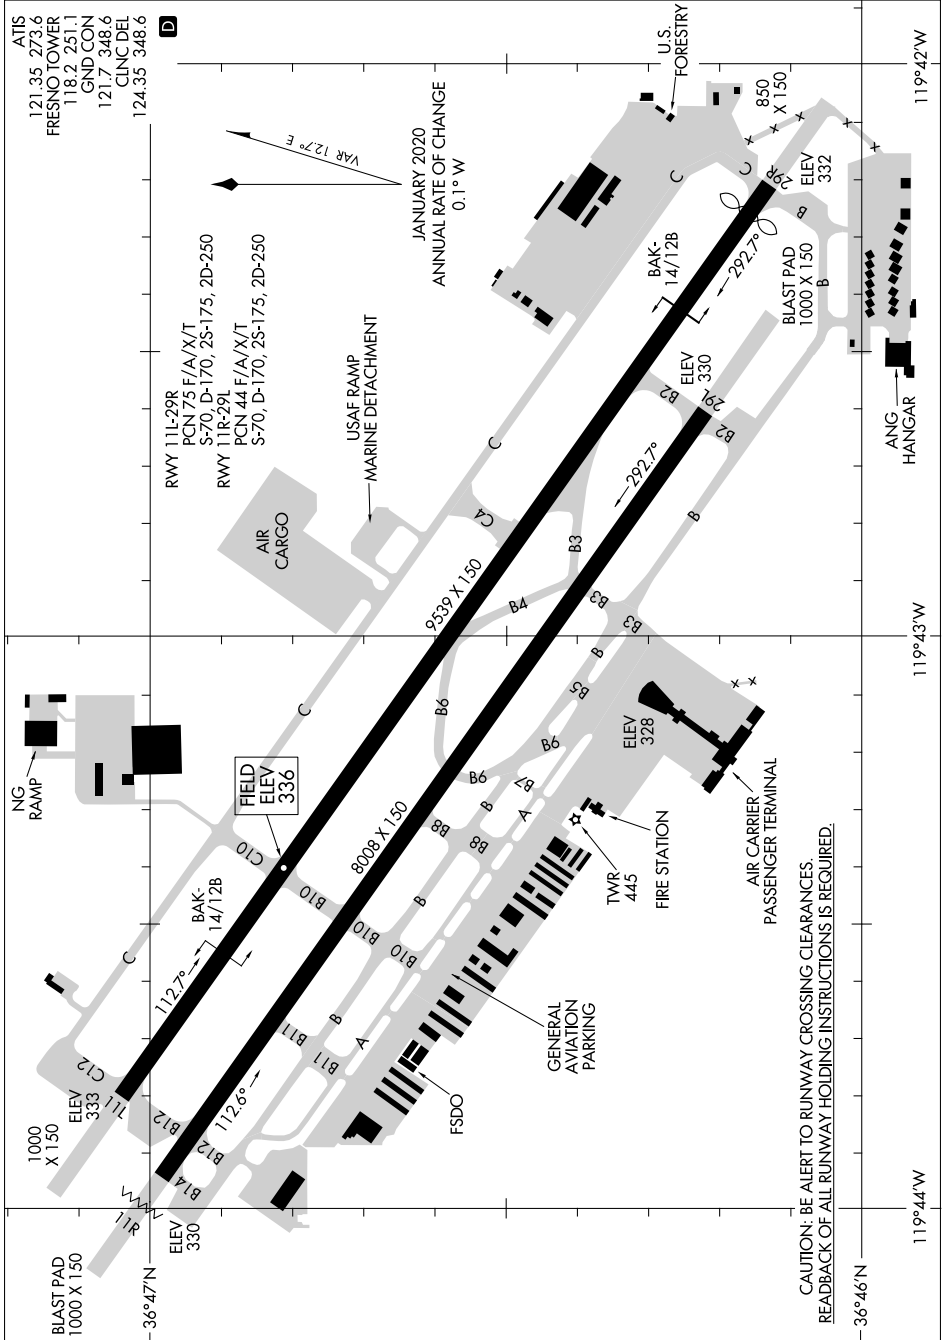 ATIS
121.35 273.6
FRESNO TOWER
118.2 251.1
GND CON
121.7 348.6
CLNC DEL
124.35 348.6
D
VAR 12.7° E
JANUARY 2020
ANNUAL RATE OF CHANGE
0.1° W
RWY 11L-29R
PCN 75 F/A/X/T
S-70, D-170, 2S-175, 2D-250
RWY 11R-29L
PCN 44 F/A/X/T
S-70, D-170, 2S-175, 2D-250
U.S.
FORESTRY
850
X 150
119°42'W
C
C
29R
ELEV
332
B
BAK-
14/12B
292.7°
BLAST PAD
1000 X 150
B
USAF RAMP
MARINE DETACHMENT
ELEV
330
B2
29L
B2
ANG
HANGAR
C
292.7°
AIR
CARGO
C4
B
B3
9539 X 150
B4
B3
B3
119°43'W
NG
RAMP
C
B6
B
B5
ELEV
328
B6
FIELD
ELEV
336
B6
B7
B
A
8008 X 150
B8
B8
TWR
445
FIRE STATION
AIR CARRIER
PASSENGER TERMINAL
C10
B10
B10
B10
B
BAK-
14/12B
C
112.7°
GENERAL
AVIATION
PARKING
B11
B
B11
A
C12
ELEV
333
11L
B12
B12
112.6°
FSDO
1000
X 150
B14
11R
ELEV
330
BLAST PAD
1000 X 150
36°47'N
36°46'N
119°44'W
CAUTION: BE ALERT TO RUNWAY CROSSING CLEARANCES.
READBACK OF ALL RUNWAY HOLDING INSTRUCTIONS IS REQUIRED.